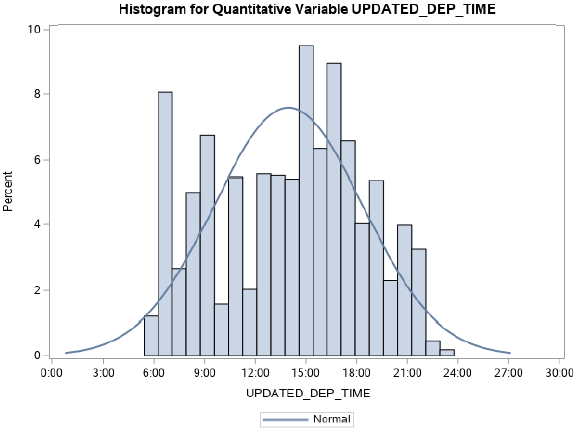 Histogram for Quantitative Variable UPDATED_DEP_TIME
10
8
6
4
2
0
Percent
0:00 3:00 6:00 9:00 12:00 15:00 18:00 21:00 24:00 27:00 30:00
UPDATED_DEP_TIME
Normal